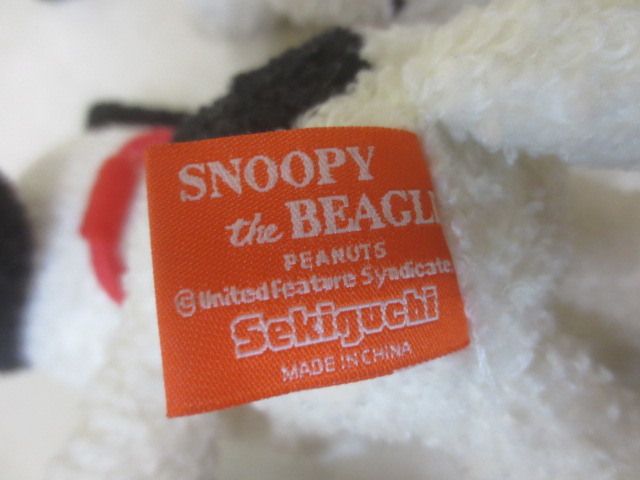 SNOOPY
the BEAGL
PEANUTS
©United Feature Syndicate.
Sekiguchi
MADE IN CHINA